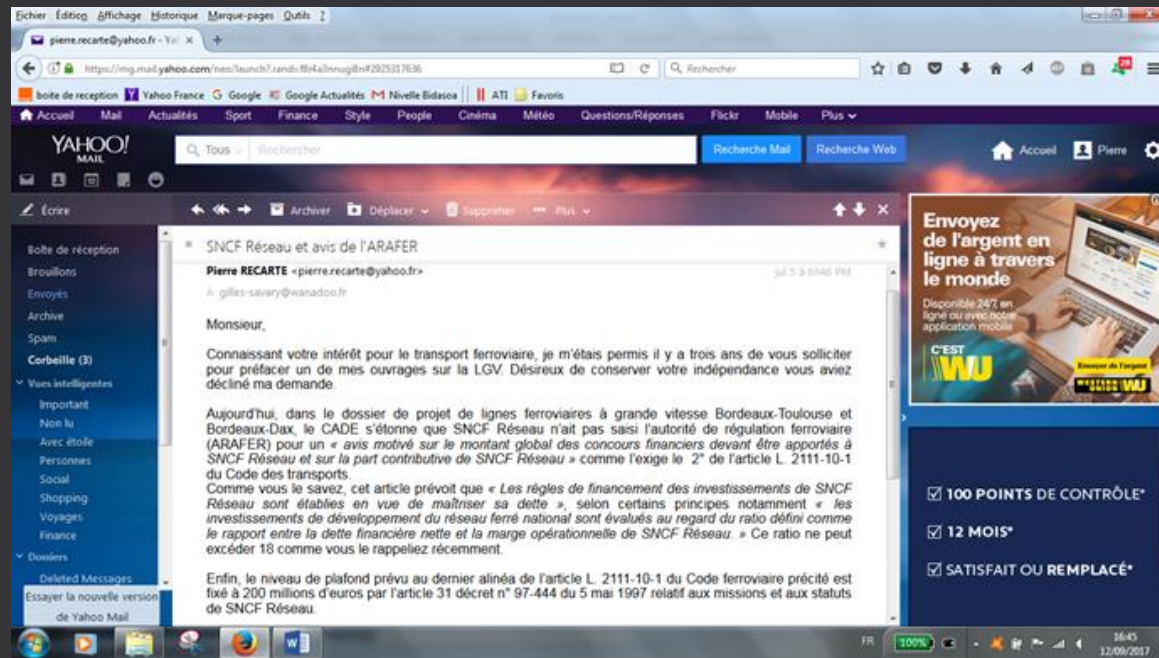 Fichier Édition Affichage Historique Marque-pages Outils ?
pierre.recarte@yahoo.fr - Ya
Rechercher
28
boite de reception Yahoo France Google Google Actualités Nivelle Bidasoa ATI Favoris
Accueil Mail Actualités Sport Finance Style People Cinéma Météo Questions/Réponses Flickr Mobile Plus
YAHOO!
MAIL
Tous Rechercher Recherche Mail Recherche Web Accueil Pierre
Écrire
Archiver Déplacer Supprimer Plus
Boîte de réception
Brouillons
Envoyés
Archive
Spam
Corbeille (3)
Vues intelligentes
Important
Non lu
Avec étoile
Personnes
Social
Shopping
Voyages
Finance
Dossiers
Deleted Messages
Essayer la nouvelle version
de Yahoo Mail
SNCF Réseau et avis de l'ARAFER
Pierre RECARTE <pierre.recarte@yahoo.fr>
À gilles-savary@wanadoo.fr
Monsieur,
Connaissant votre intérêt pour le transport ferroviaire, je m'étais permis il y a trois ans de vous solliciter
pour préfacer un de mes ouvrages sur la LGV. Désireux de conserver votre indépendance vous aviez
décliné ma demande.
Aujourd'hui, dans le dossier de projet de lignes ferroviaires à grande vitesse Bordeaux-Toulouse et
Bordeaux-Dax, le CADE s'étonne que SNCF Réseau n'ait pas saisi l'autorité de régulation ferroviaire
(ARAFER) pour un « avis motivé sur le montant global des concours financiers devant être apportés à
SNCF Réseau et sur la part contributive de SNCF Réseau » comme l'exige le 2° de l'article L. 2111-10-1
du Code des transports.
Comme vous le savez, cet article prévoit que « Les règles de financement des investissements de SNCF
Réseau sont établies en vue de maîtriser sa dette », selon certains principes notamment « les
investissements de développement du réseau ferré national sont évalués au regard du ratio défini comme
le rapport entre la dette financière nette et la marge opérationnelle de SNCF Réseau. » Ce ratio ne peut
excéder 18 comme vous le rappeliez récemment.
Enfin, le niveau de plafond prévu au dernier alinéa de l'article L. 2111-10-1 du Code ferroviaire précité est
fixé à 200 millions d'euros par l'article 31 décret n° 97-444 du 5 mai 1997 relatif aux missions et aux statuts
de SNCF Réseau.
Envoyez
de l'argent en
ligne à travers
le monde
Disponible 24/7, en
ligne ou avec notre
application mobile
C'EST
WU
Envoyer de l'argent
WESTERN UNION WU
100 POINTS DE CONTRÔLE*
12 MOIS*
SATISFAIT OU REMPLACÉ*
FR
100%
16:45
12/09/2017